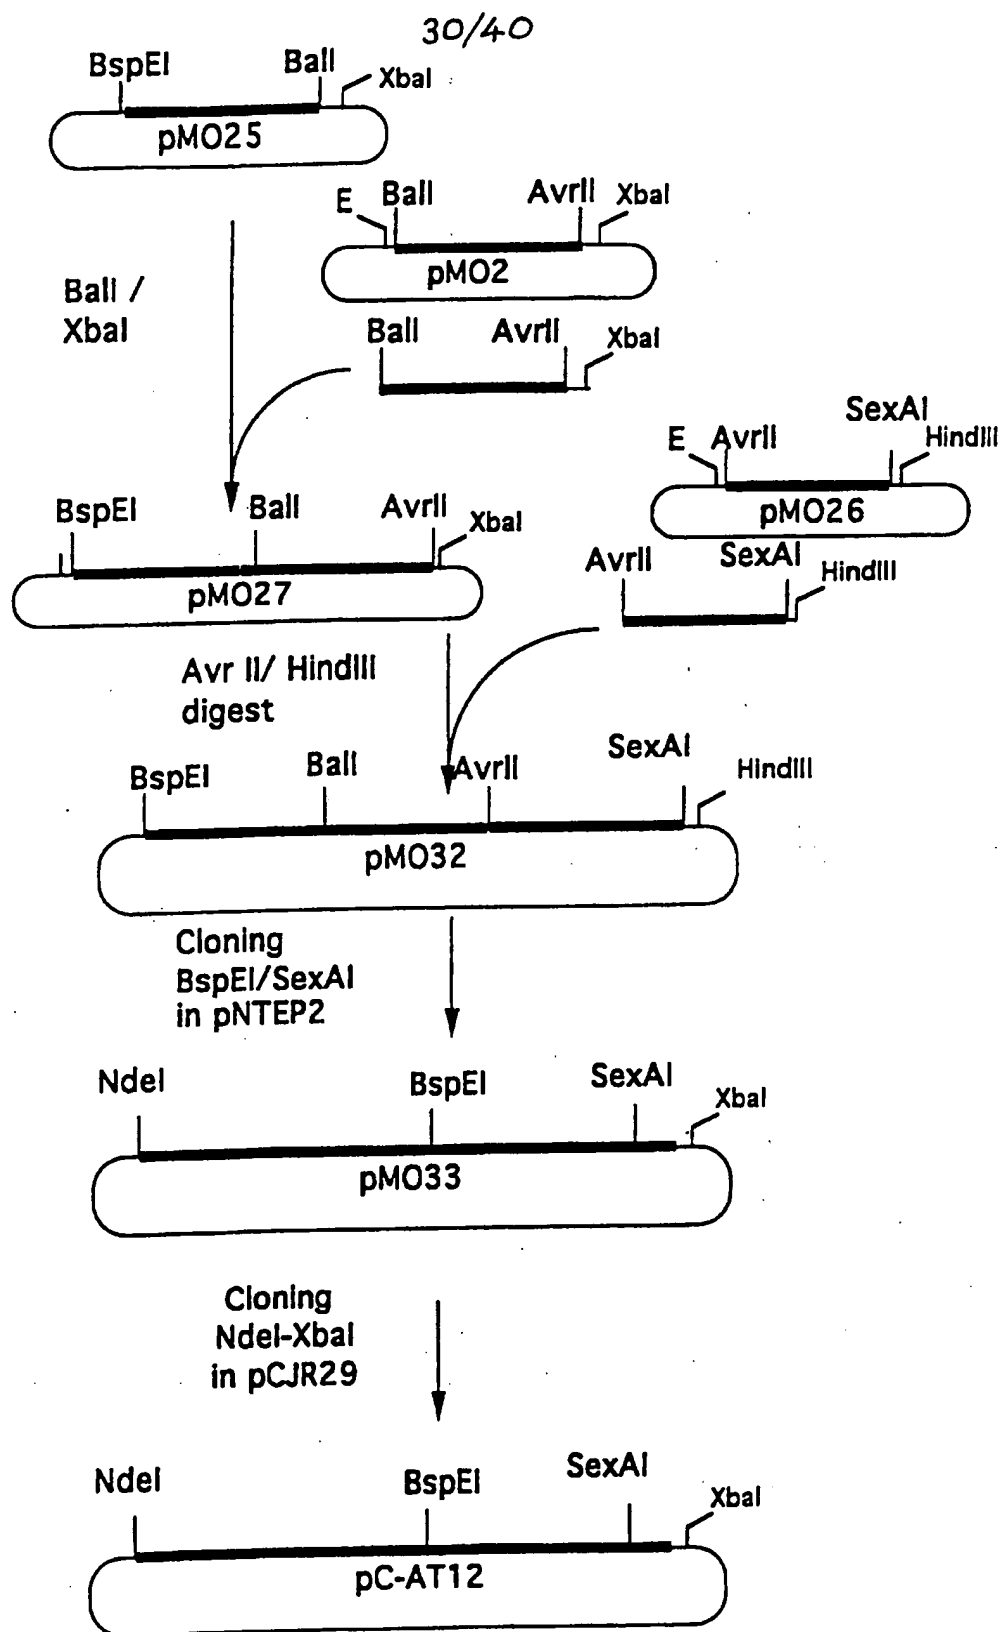 30/40
BspEI BalI XbaI
pMO25
E BalI AvrII XbaI
pMO2
BalI /
XbaI
BalI AvrII XbaI
E AvrII SexAI HindIII
pMO26
AvrII SexAI HindIII
BspEI BalI AvrII XbaI
pMO27
Avr II/ HindIII
digest
BspEI BalI AvrII SexAI HindIII
pMO32
Cloning
BspEI/SexAI
in pNTEP2
NdeI BspEI SexAI XbaI
pMO33
Cloning
NdeI-XbaI
in pCJR29
NdeI BspEI SexAI XbaI
pC-AT12